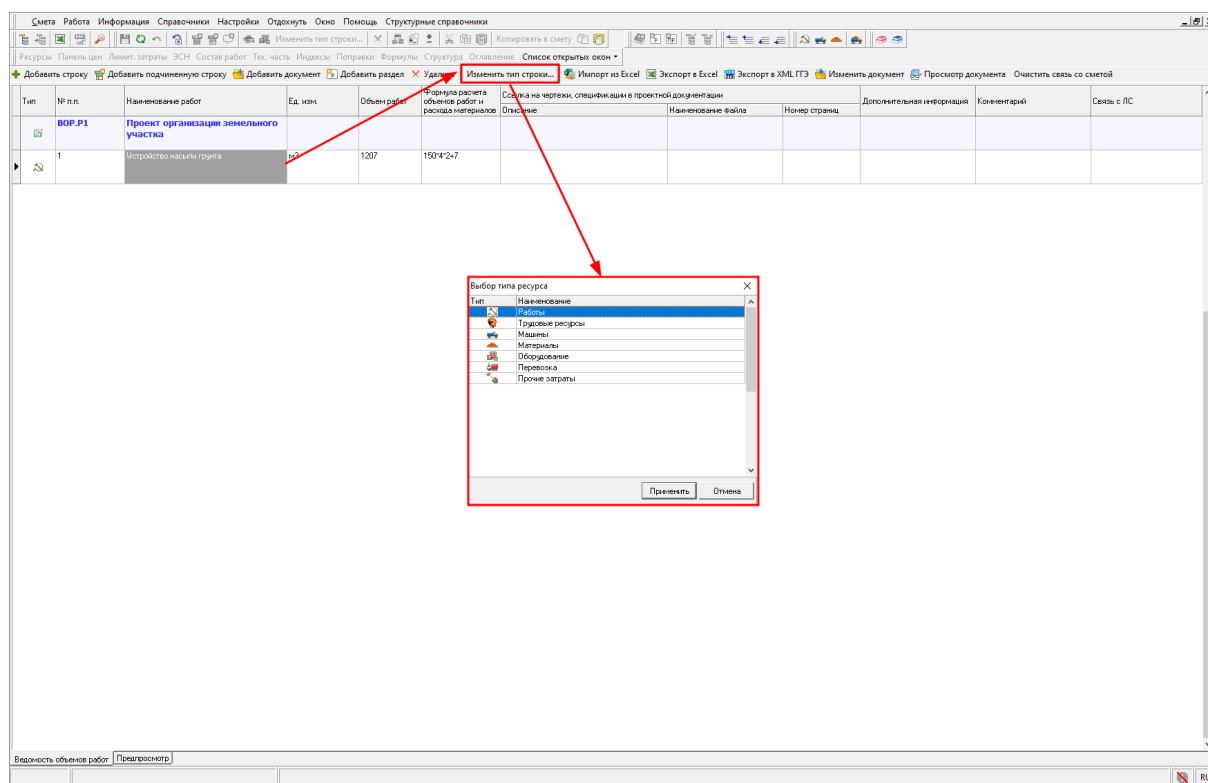 Смета Работа Информация Справочники Настройки Отдохнуть Окно Помощь Структурные справочники
Изменить тип строки... Копировать в смету
Ресурсы Панель цен Лимит. затраты ЭСН Состав работ Тех. часть Индексы Поправки Формулы Структура Оглавление Список открытых окон
Добавить строку Добавить подчиненную строку Добавить документ Добавить раздел Изменить тип строки... Импорт из Excel Экспорт в Excel Экспорт в XML ГГЭ Изменить документ Просмотр документа Очистить связь со сметой
Тип № п.п. Наименование работ Ед. изм. Объем работ Формула расчета объемов работ и расхода материалов Ссылка на чертежи, спецификации в проектной документации Дополнительная информация Комментарий Связь с ЛС
Описание Наименование файла Номер страниц
ВОР.Р1 Проект организации земельного
участка
1 Устройство насыпи грунта м3 1207 150*4*2+7
Выбор типа ресурса
Тип Наименование
Работы
Трудовые ресурсы
Машины
Материалы
Оборудование
Перевозка
Прочие затраты
Применить Отмена
Ведомость объемов работ Предпросмотр
RU